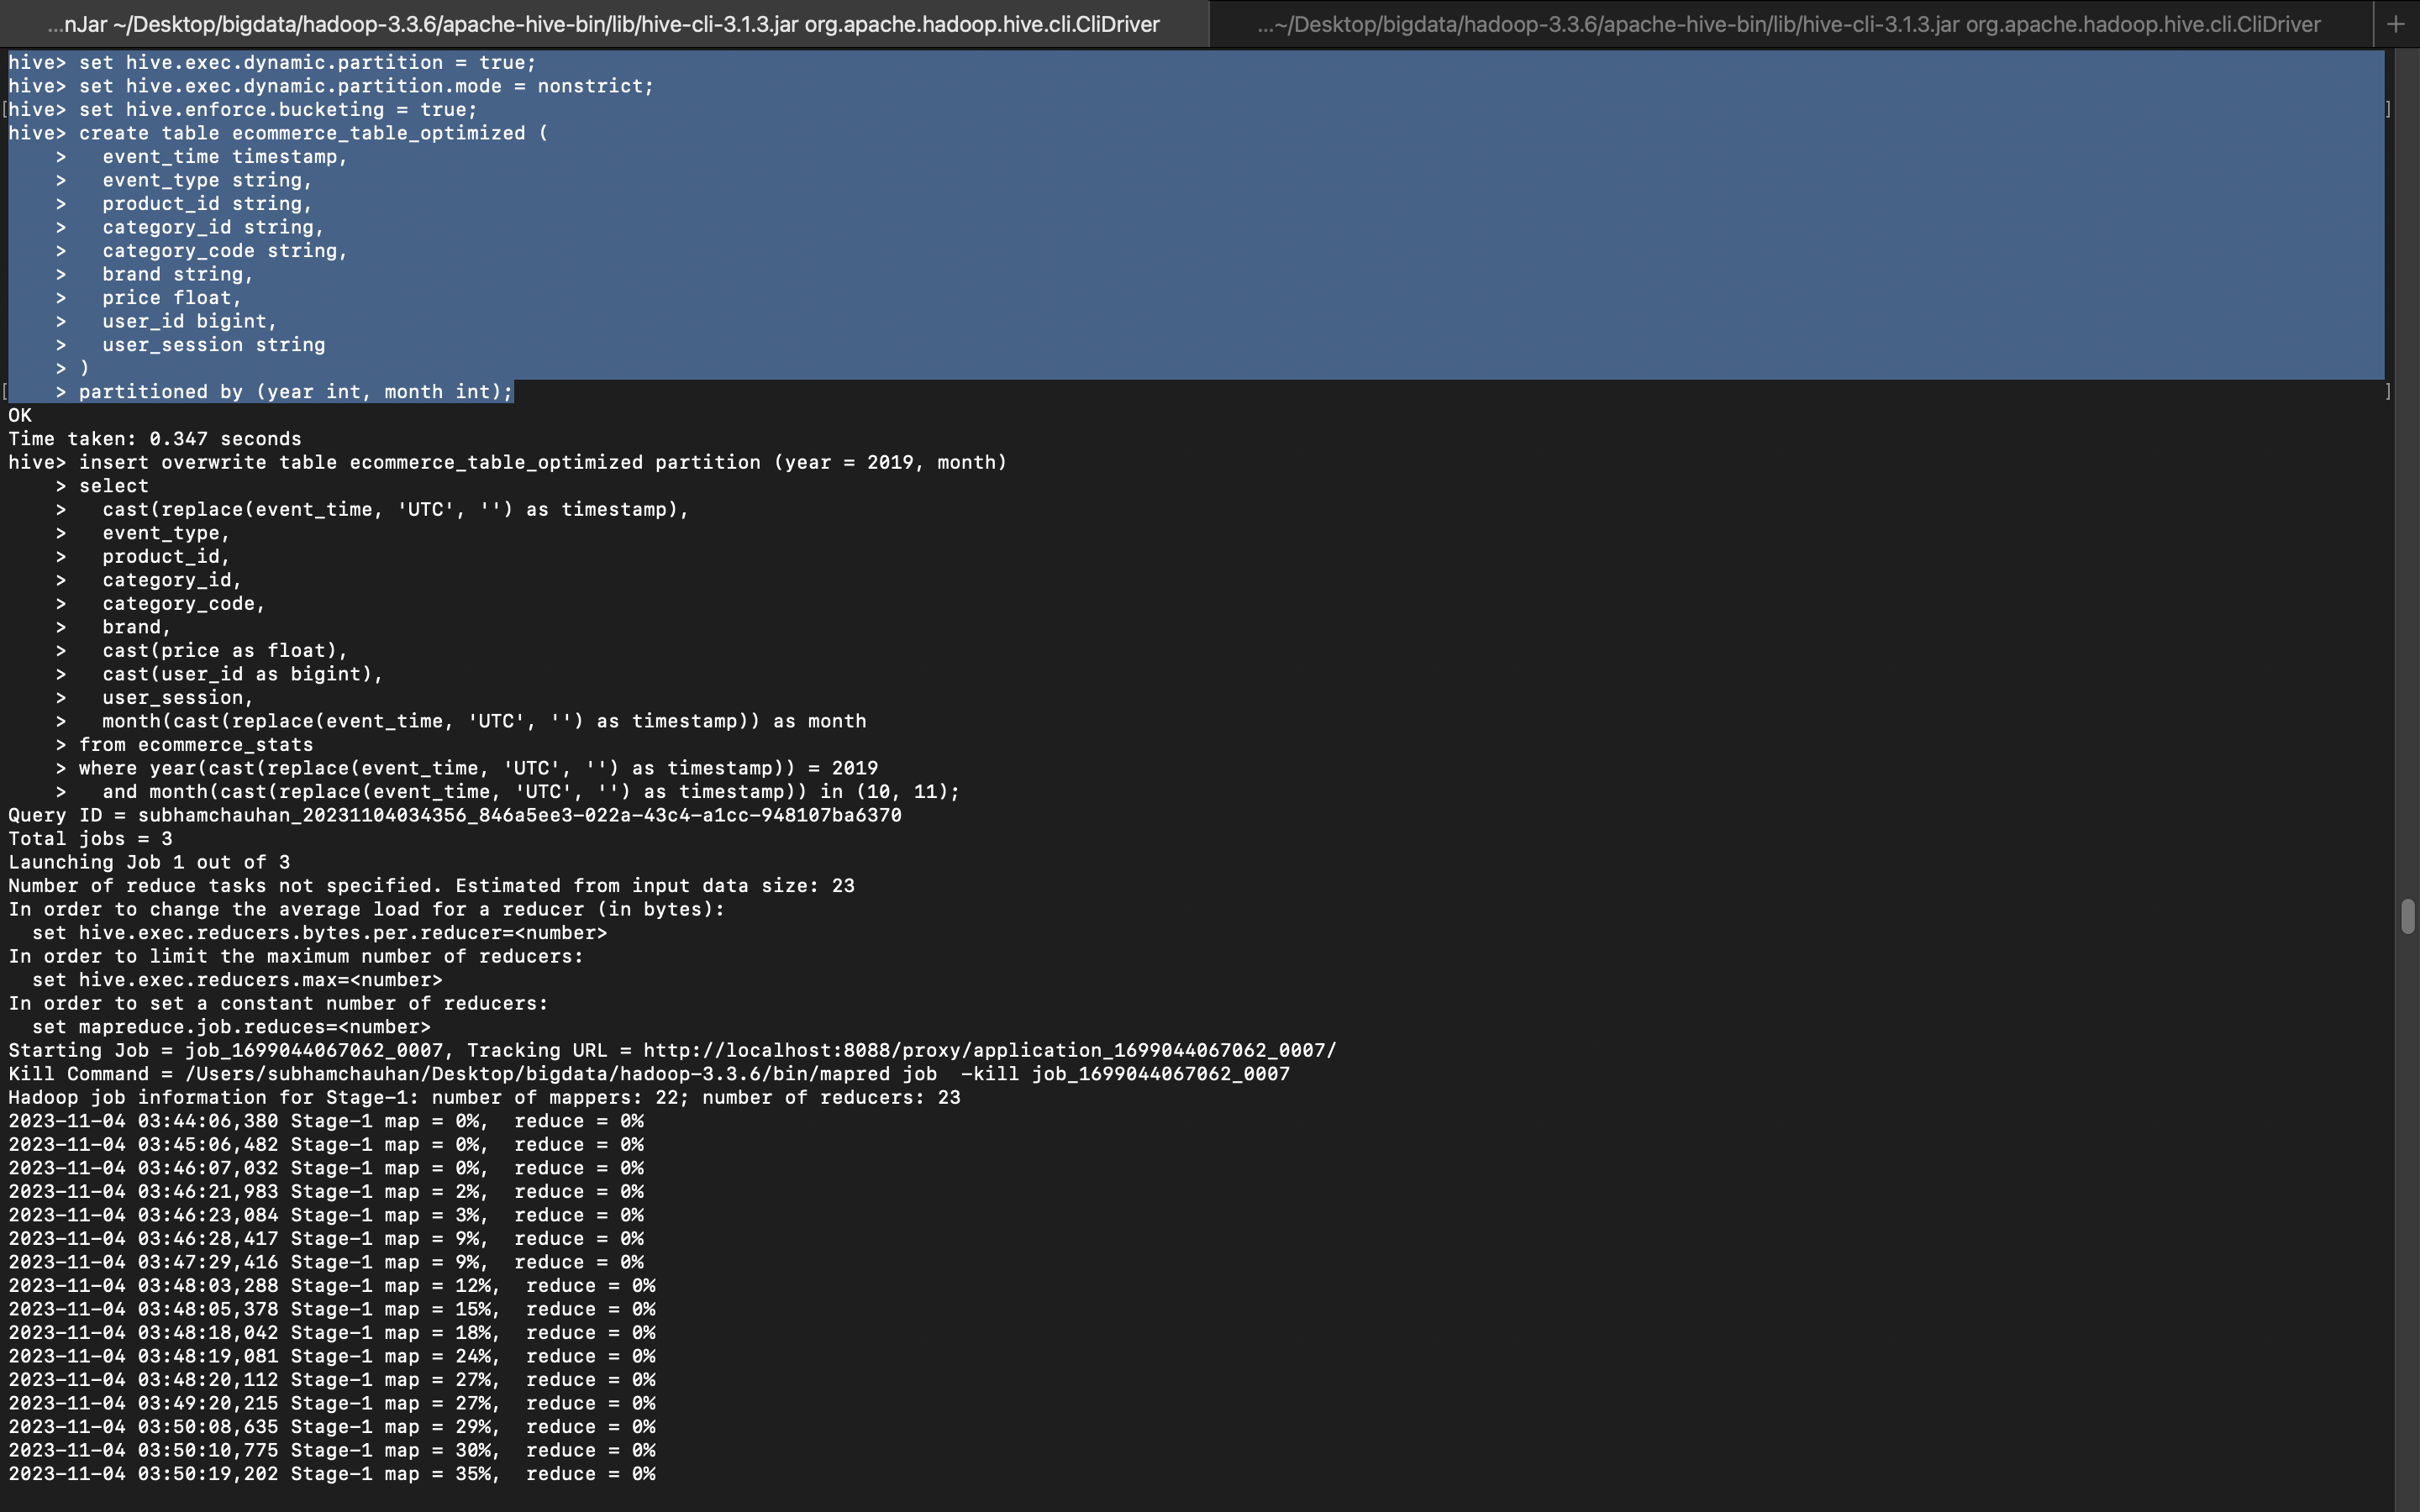 ...nJar ~/Desktop/bigdata/hadoop-3.3.6/apache-hive-bin/lib/hive-cli-3.1.3.jar org.apache.hadoop.hive.cli.CliDriver
...~/Desktop/bigdata/hadoop-3.3.6/apache-hive-bin/lib/hive-cli-3.1.3.jar org.apache.hadoop.hive.cli.CliDriver +
hive> set hive.exec.dynamic.partition = true;
hive> set hive.exec.dynamic.partition.mode = nonstrict;
[hive> set hive.enforce.bucketing = true; ]
hive> create table ecommerce_table_optimized (
    >   event_time timestamp,
    >   event_type string,
    >   product_id string,
    >   category_id string,
    >   category_code string,
    >   brand string,
    >   price float,
    >   user_id bigint,
    >   user_session string
    > )
[    > partitioned by (year int, month int); ]
OK
Time taken: 0.347 seconds
hive> insert overwrite table ecommerce_table_optimized partition (year = 2019, month)
    > select
    >   cast(replace(event_time, 'UTC', '') as timestamp),
    >   event_type,
    >   product_id,
    >   category_id,
    >   category_code,
    >   brand,
    >   cast(price as float),
    >   cast(user_id as bigint),
    >   user_session,
    >   month(cast(replace(event_time, 'UTC', '') as timestamp)) as month
    > from ecommerce_stats
    > where year(cast(replace(event_time, 'UTC', '') as timestamp)) = 2019
    >   and month(cast(replace(event_time, 'UTC', '') as timestamp)) in (10, 11);
Query ID = subhamchauhan_20231104034356_846a5ee3-022a-43c4-a1cc-948107ba6370
Total jobs = 3
Launching Job 1 out of 3
Number of reduce tasks not specified. Estimated from input data size: 23
In order to change the average load for a reducer (in bytes):
  set hive.exec.reducers.bytes.per.reducer=<number>
In order to limit the maximum number of reducers:
  set hive.exec.reducers.max=<number>
In order to set a constant number of reducers:
  set mapreduce.job.reduces=<number>
Starting Job = job_1699044067062_0007, Tracking URL = http://localhost:8088/proxy/application_1699044067062_0007/
Kill Command = /Users/subhamchauhan/Desktop/bigdata/hadoop-3.3.6/bin/mapred job  -kill job_1699044067062_0007
Hadoop job information for Stage-1: number of mappers: 22; number of reducers: 23
2023-11-04 03:44:06,380 Stage-1 map = 0%,  reduce = 0%
2023-11-04 03:45:06,482 Stage-1 map = 0%,  reduce = 0%
2023-11-04 03:46:07,032 Stage-1 map = 0%,  reduce = 0%
2023-11-04 03:46:21,983 Stage-1 map = 2%,  reduce = 0%
2023-11-04 03:46:23,084 Stage-1 map = 3%,  reduce = 0%
2023-11-04 03:46:28,417 Stage-1 map = 9%,  reduce = 0%
2023-11-04 03:47:29,416 Stage-1 map = 9%,  reduce = 0%
2023-11-04 03:48:03,288 Stage-1 map = 12%,  reduce = 0%
2023-11-04 03:48:05,378 Stage-1 map = 15%,  reduce = 0%
2023-11-04 03:48:18,042 Stage-1 map = 18%,  reduce = 0%
2023-11-04 03:48:19,081 Stage-1 map = 24%,  reduce = 0%
2023-11-04 03:48:20,112 Stage-1 map = 27%,  reduce = 0%
2023-11-04 03:49:20,215 Stage-1 map = 27%,  reduce = 0%
2023-11-04 03:50:08,635 Stage-1 map = 29%,  reduce = 0%
2023-11-04 03:50:10,775 Stage-1 map = 30%,  reduce = 0%
2023-11-04 03:50:19,202 Stage-1 map = 35%,  reduce = 0%